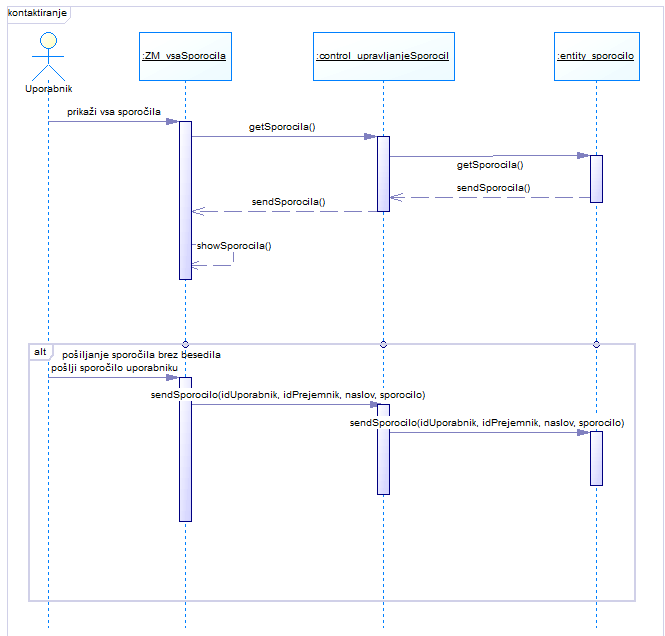 kontaktiranje
:ZM_vsaSporocila
:control_upravljanjeSporocil
:entity_sporocilo
Uporabnik
prikaži vsa sporočila
getSporocila()
getSporocila()
sendSporocila()
sendSporocila()
showSporocila()
alt
pošiljanje sporočila brez besedila
pošlji sporočilo uporabniku
sendSporocilo(idUporabnik, idPrejemnik, naslov, sporocilo)
sendSporocilo(idUporabnik, idPrejemnik, naslov, sporocilo)